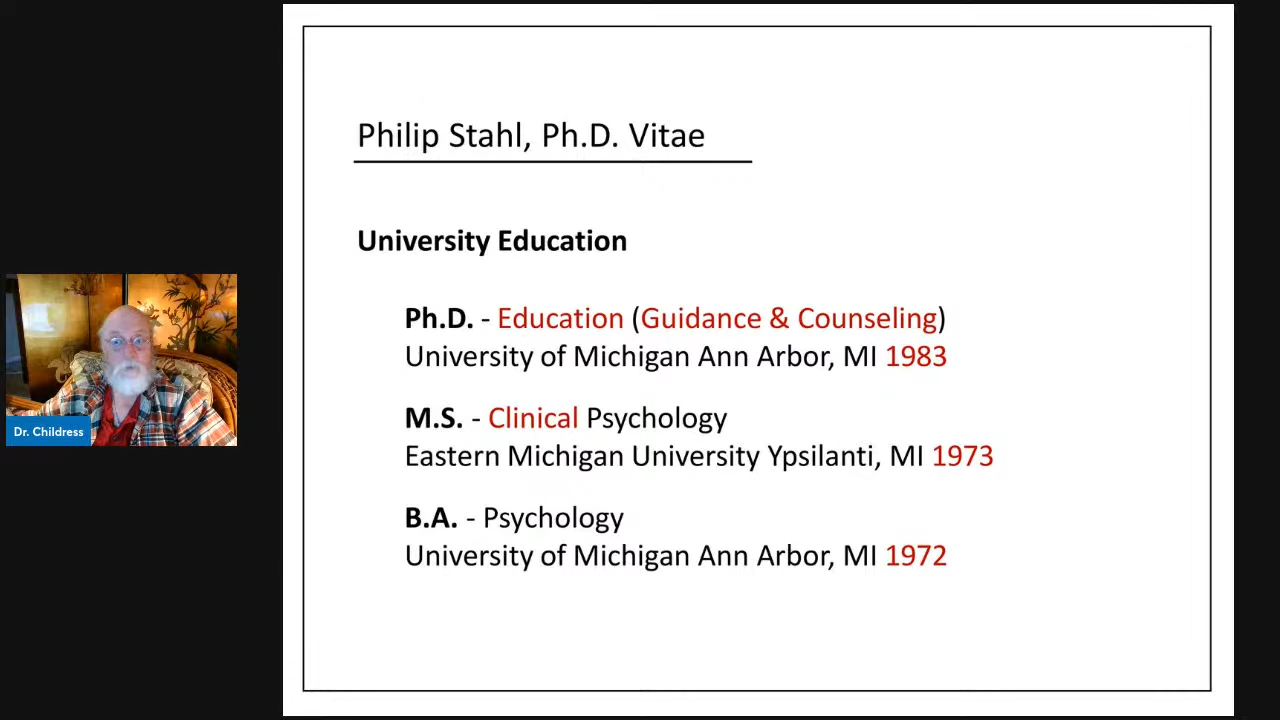 Philip Stahl, Ph.D. Vitae
University Education
Ph.D. - Education (Guidance & Counseling)
University of Michigan Ann Arbor, MI 1983
M.S. - Clinical Psychology
Eastern Michigan University Ypsilanti, MI 1973
B.A. - Psychology
University of Michigan Ann Arbor, MI 1972
Dr. Childress